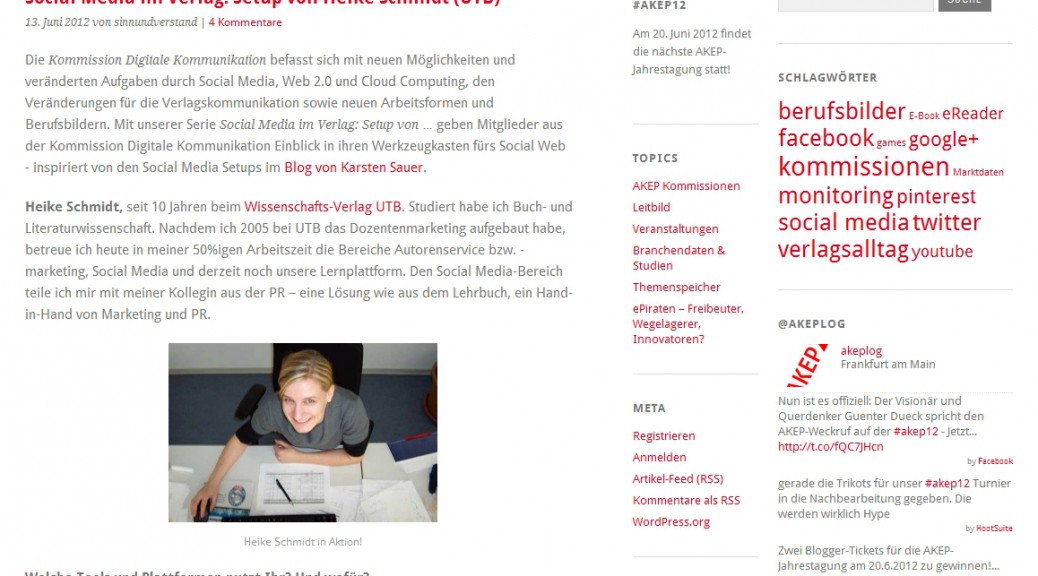 Social Media im Verlag: Setup von Heike Schmidt (UTB)
13. Juni 2012 von sinnundverstand | 4 Kommentare
Die Kommission Digitale Kommunikation befasst sich mit neuen Möglichkeiten und
veränderten Aufgaben durch Social Media, Web 2.0 und Cloud Computing, den
Veränderungen für die Verlagskommunikation sowie neuen Arbeitsformen und
Berufsbildern. Mit unserer Serie Social Media im Verlag: Setup von ... geben Mitglieder aus
der Kommission Digitale Kommunikation Einblick in ihren Werkzeugkasten fürs Social Web
- inspiriert von den Social Media Setups im Blog von Karsten Sauer.
Heike Schmidt, seit 10 Jahren beim Wissenschafts-Verlag UTB. Studiert habe ich Buch- und
Literaturwissenschaft. Nachdem ich 2005 bei UTB das Dozentenmarketing aufgebaut habe,
betreue ich heute in meiner 50%igen Arbeitszeit die Bereiche Autorenservice bzw. -
marketing, Social Media und derzeit noch unsere Lernplattform. Den Social Media-Bereich
teile ich mir mit meiner Kollegin aus der PR – eine Lösung wie aus dem Lehrbuch, ein Hand-
in-Hand von Marketing und PR.
Heike Schmidt in Aktion!
Welche Tools und Plattformen nutzt Ihr? Und wofür?
#AKEP12
Am 20. Juni 2012 findet
die nächste AKEP-
Jahrestagung statt!
TOPICS
AKEP Kommissionen
Leitbild
Veranstaltungen
Branchendaten &
Studien
Themenspeicher
ePiraten – Freibeuter,
Wegelagerer,
Innovatoren?
META
Registrieren
Anmelden
Artikel-Feed (RSS)
Kommentare als RSS
WordPress.org
SUCHE
SCHLAGWÖRTER
berufsbilder E-Book eReader
facebook games google+
kommissionen Marktdaten
monitoring pinterest
social media twitter
verlagsalltag youtube
@AKEPLOG
AKEP
akeplog
Frankfurt am Main
Nun ist es offiziell: Der Visionär und
Querdenker Guenter Dueck spricht den
AKEP-Weckruf auf der #akep12 - Jetzt...
http://t.co/fQC7JHcn
by Facebook
gerade die Trikots für unser #akep12 Turnier
in die Nachbearbeitung gegeben. Die
werden wirklich Hype
by HootSuite
Zwei Blogger-Tickets für die AKEP-
Jahrestagung am 20.6.2012 zu gewinnen!...